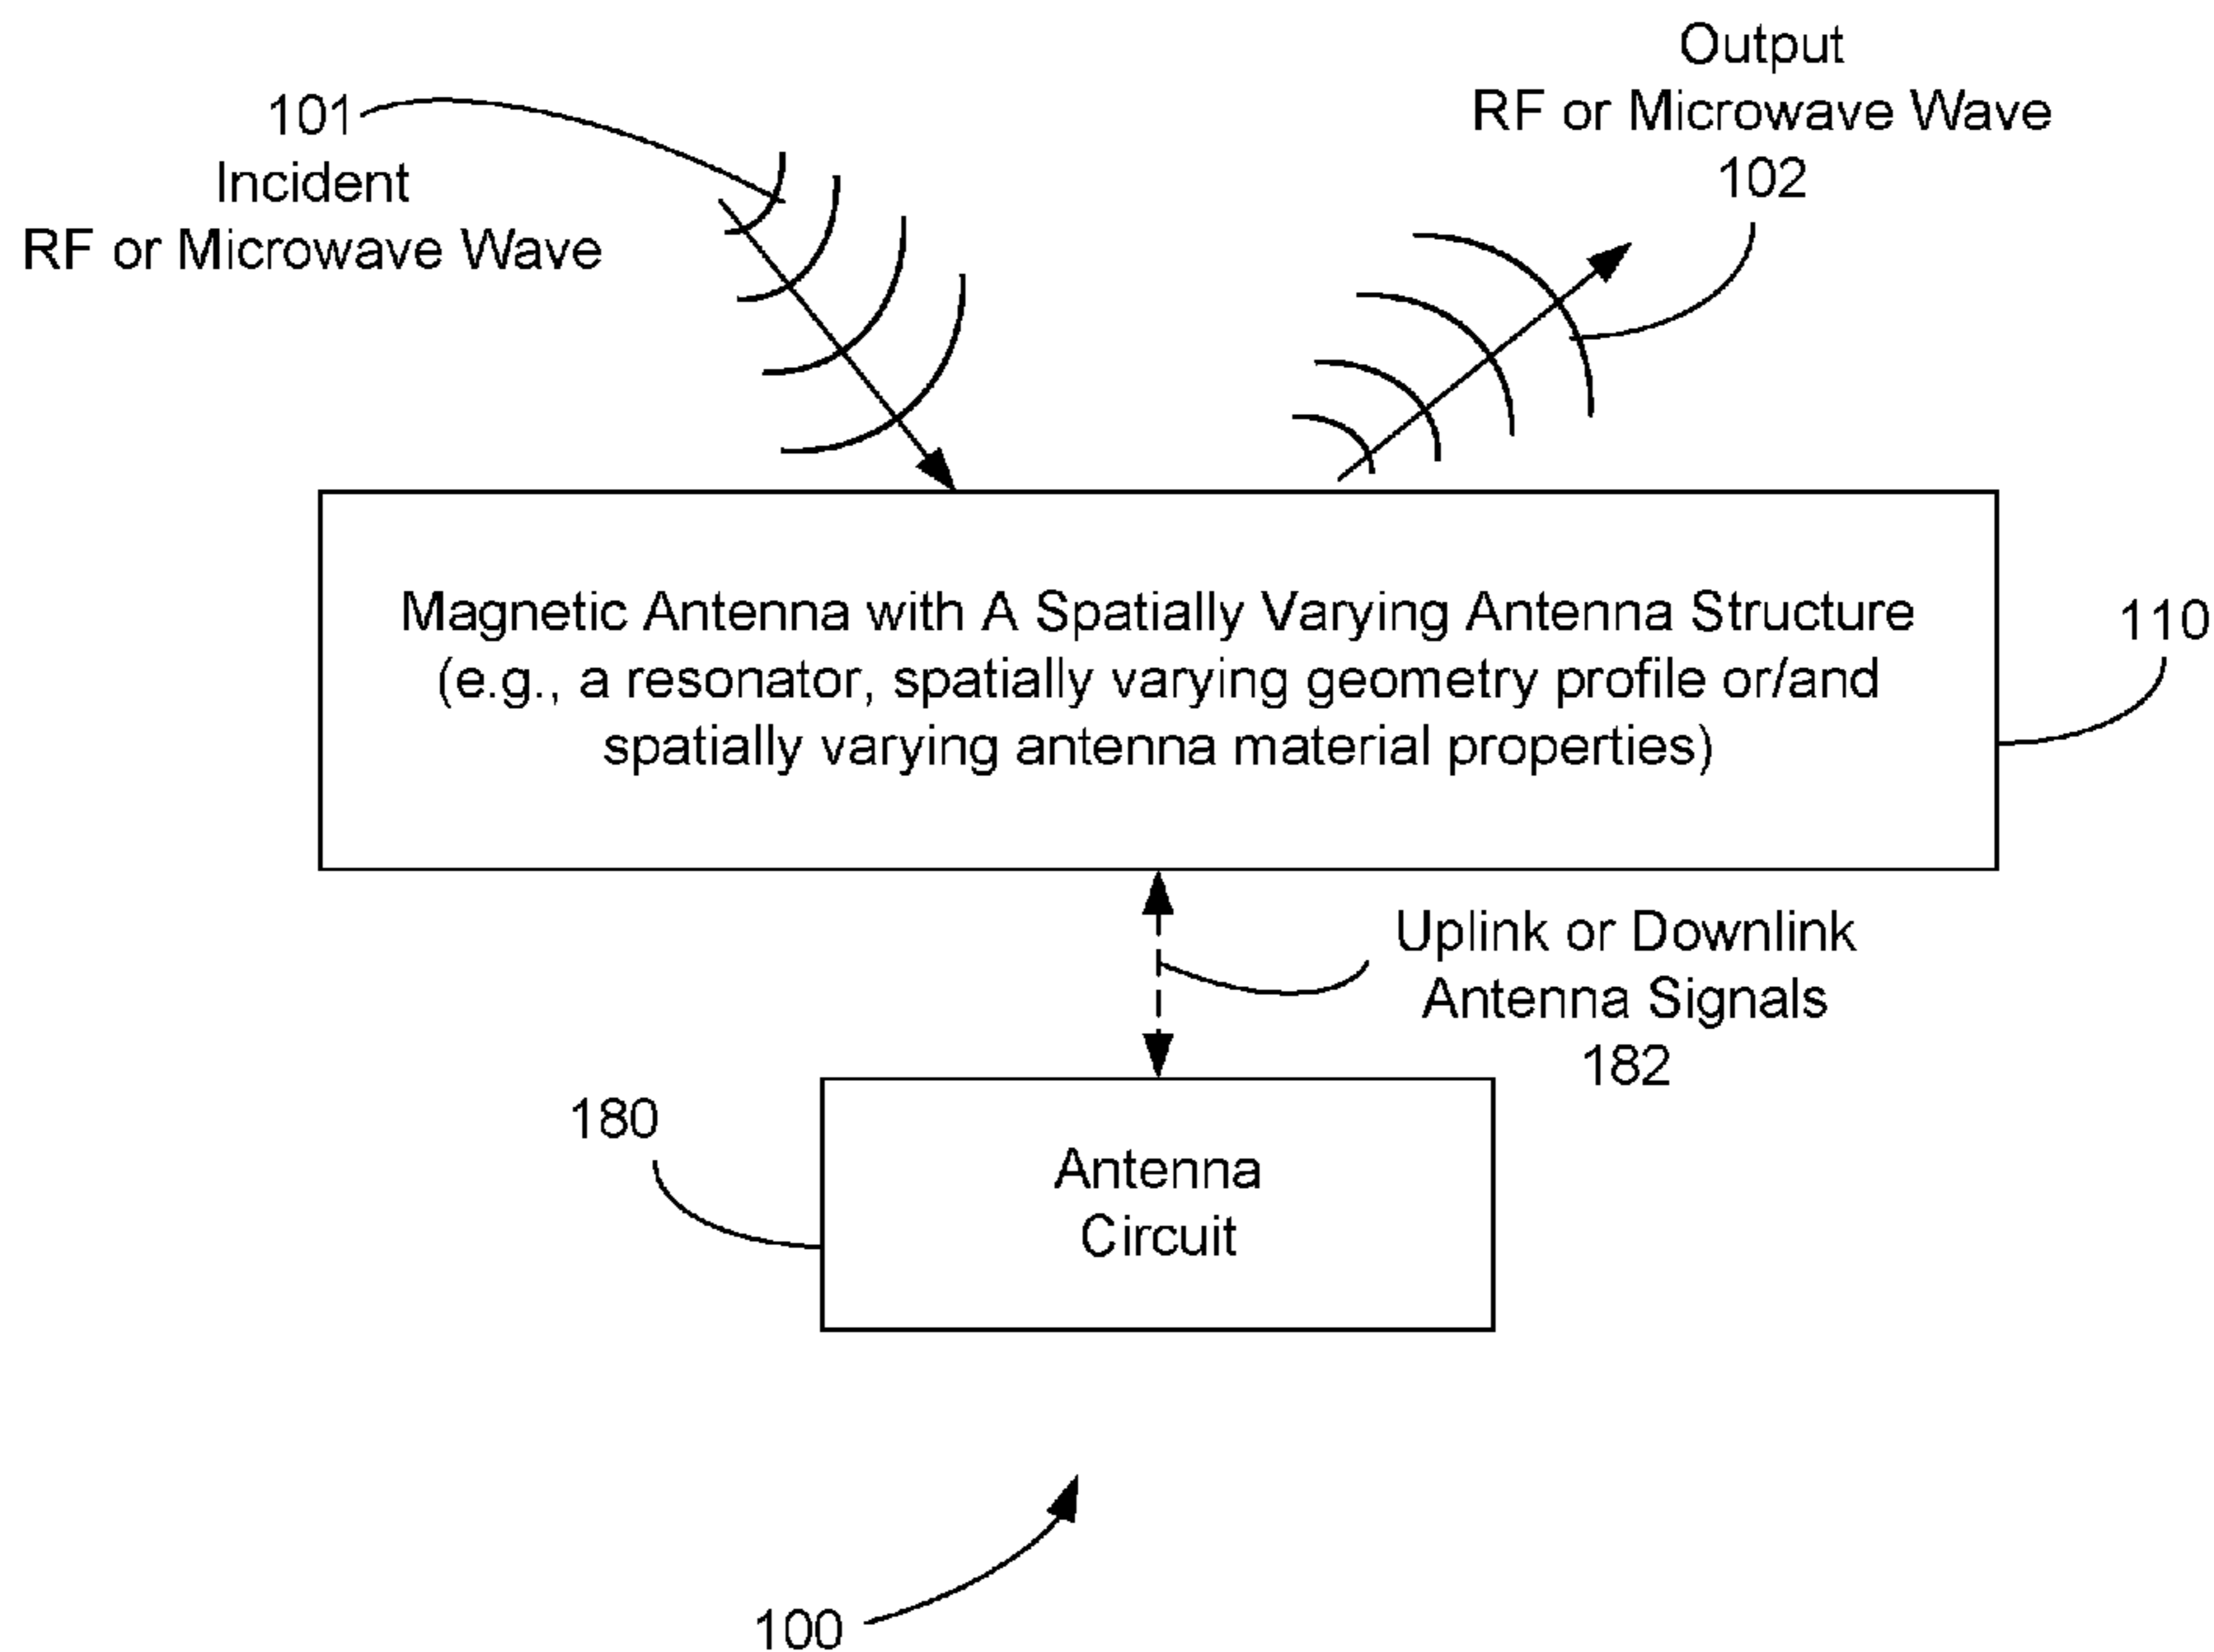 101
Incident
RF or Microwave Wave
Output
RF or Microwave Wave
102
Magnetic Antenna with A Spatially Varying Antenna Structure
(e.g., a resonator, spatially varying geometry profile or/and
spatially varying antenna material properties)
110
Uplink or Downlink
Antenna Signals
182
180
Antenna
Circuit
100